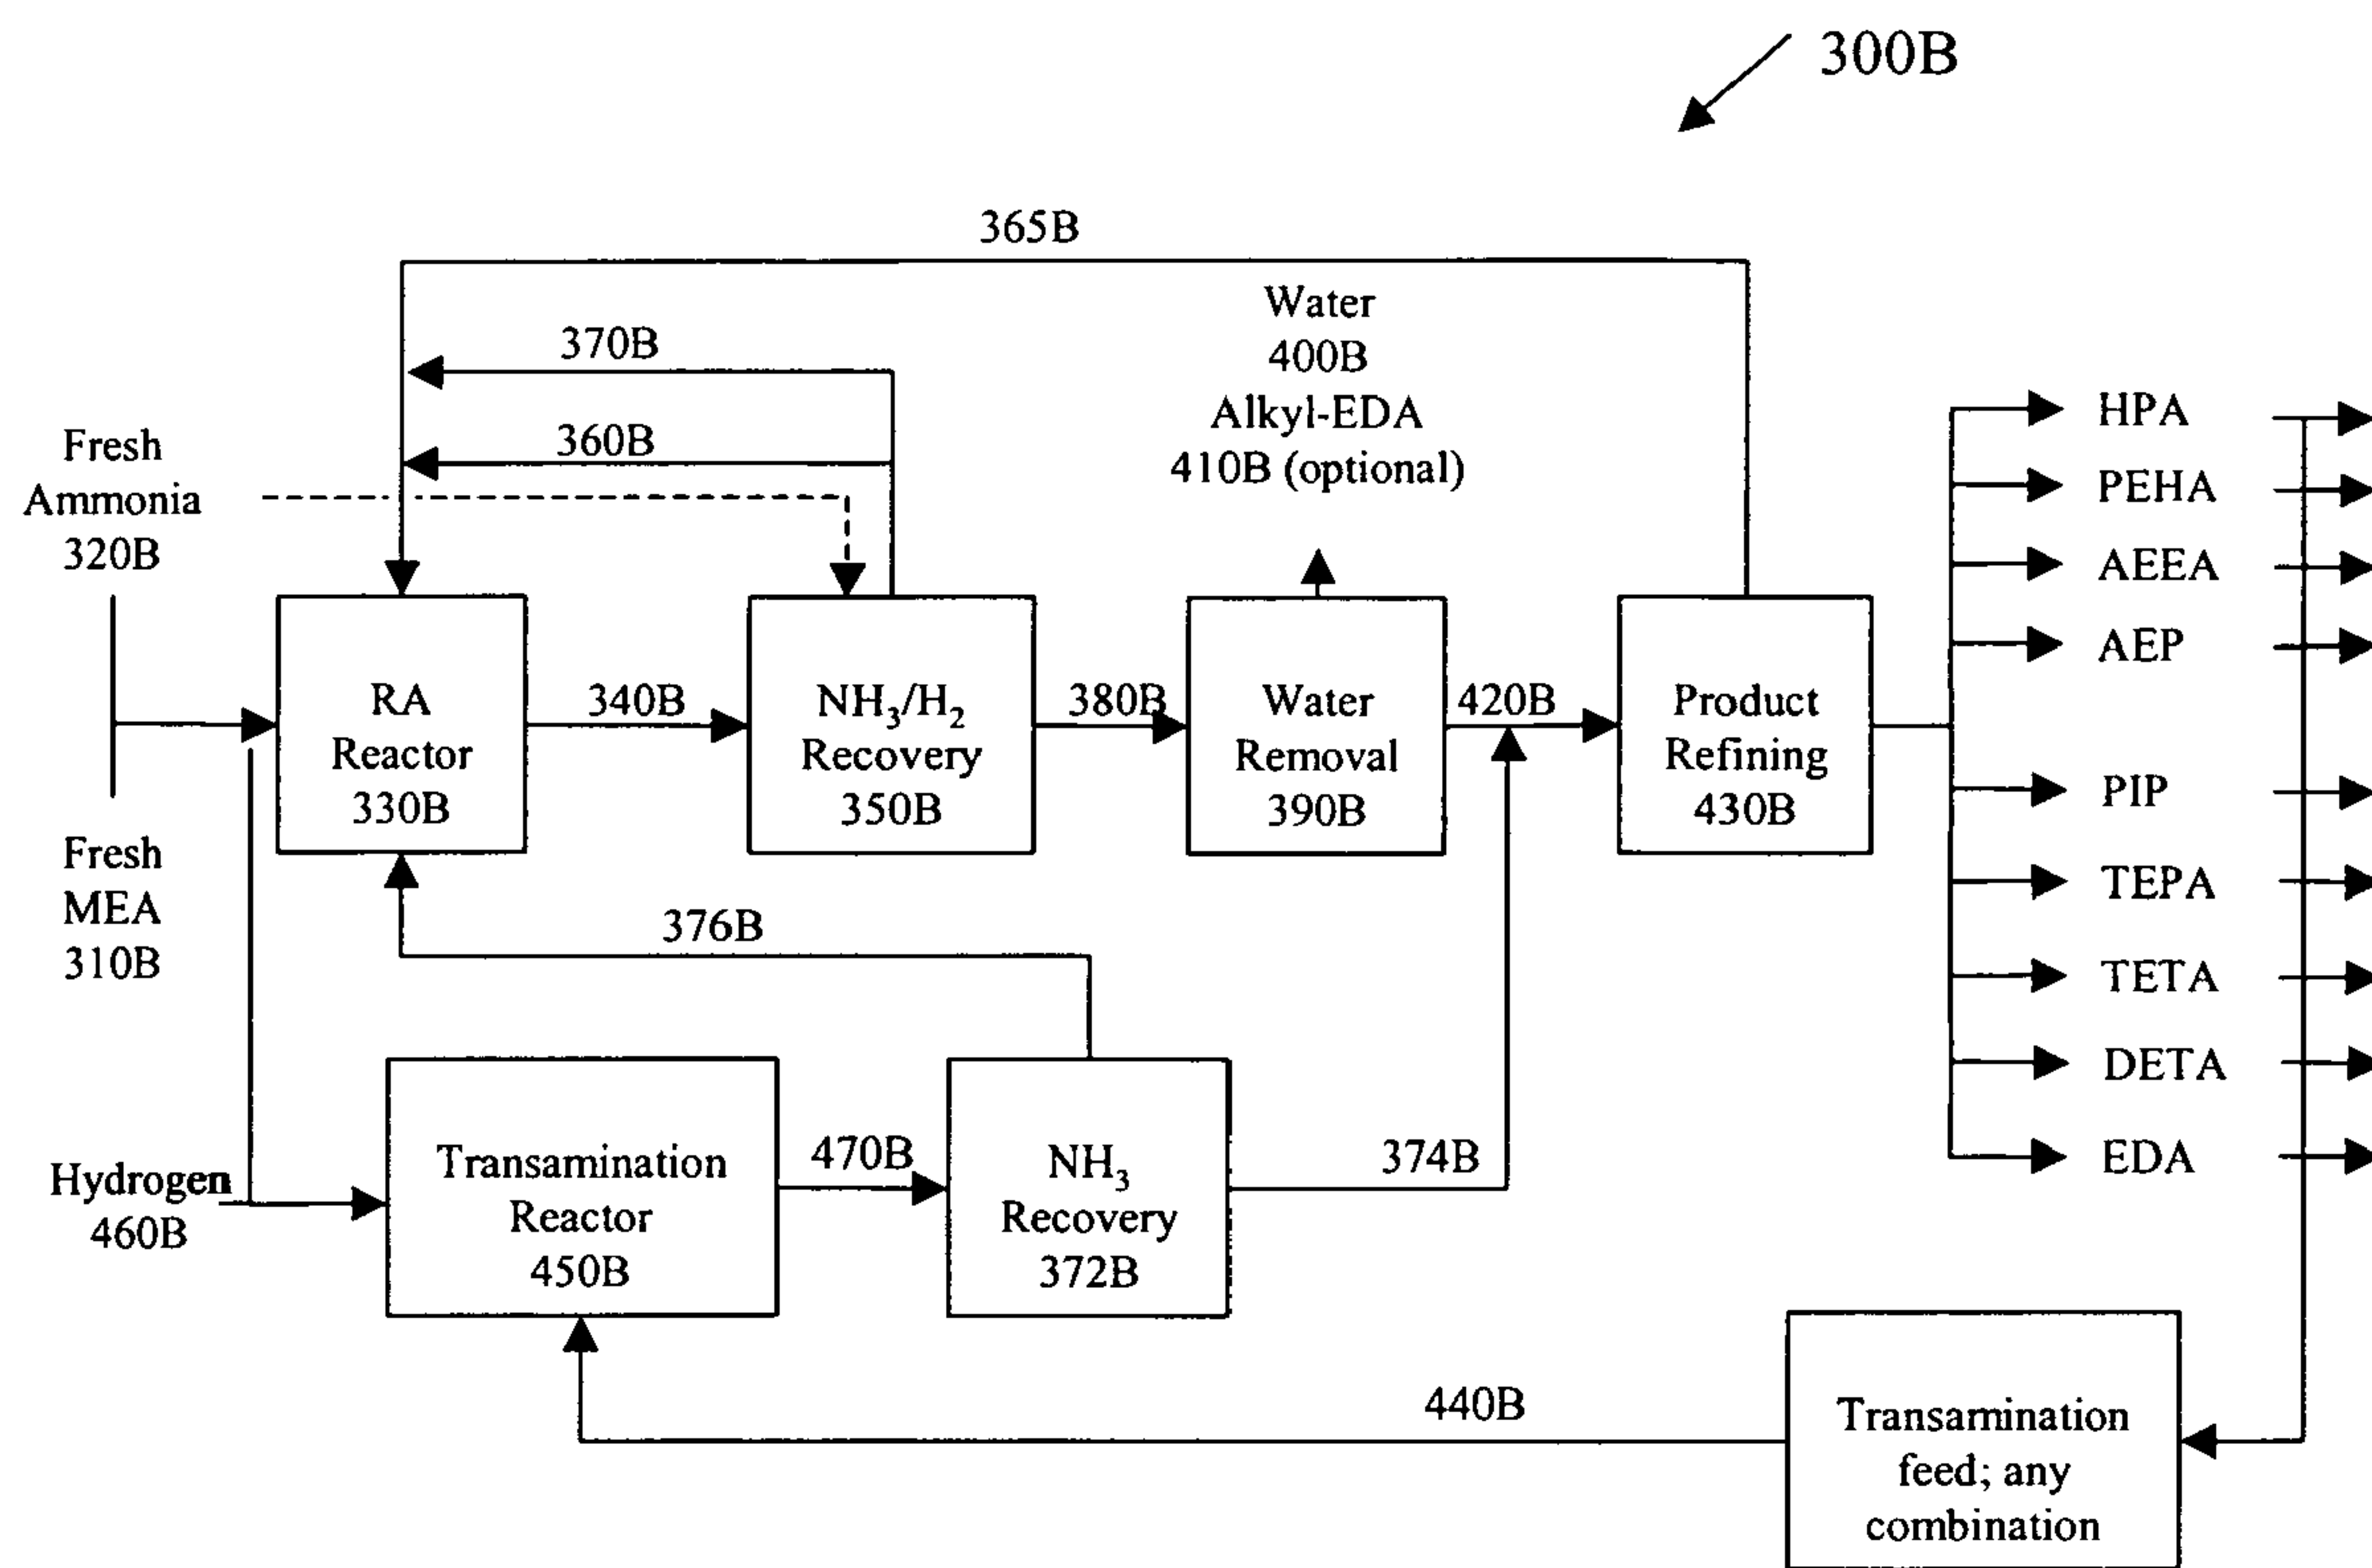 300B
365B
Water
400B
Alkyl-EDA
410B (optional)
370B
360B
Fresh
Ammonia
320B
Fresh
MEA
310B
RA
Reactor
330B
340B
NH3/H2
Recovery
350B
380B
Water
Removal
390B
420B
Product
Refining
430B
HPA
PEHA
AEEA
AEP
PIP
TEPA
TETA
DETA
EDA
376B
Hydrogen
460B
Transamination
Reactor
450B
470B
NH3
Recovery
372B
374B
440B
Transamination
feed; any
combination